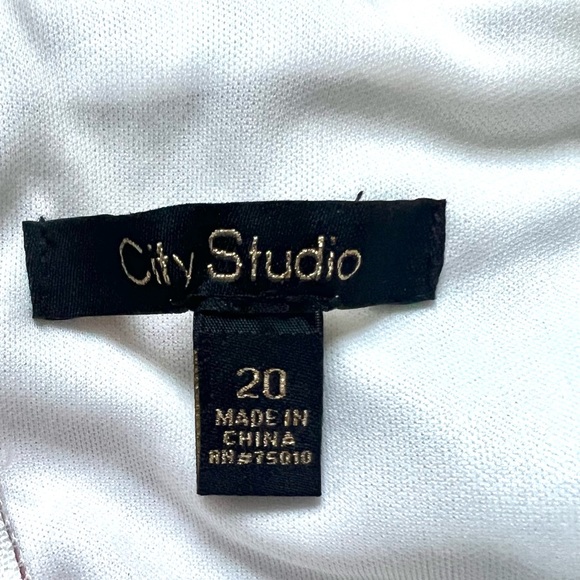 City Studio
20
MADE IN
CHINA
RN#75010